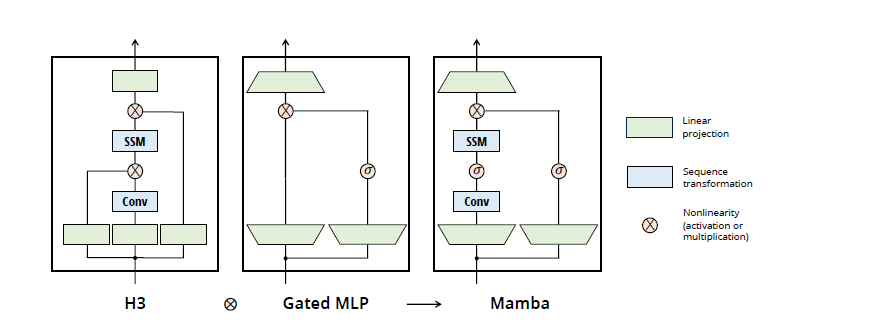 SSM
Conv
σ
SSM
σ
σ
Conv
Linear
projection
Sequence
transformation
Nonlinearity
(activation or
multiplication)
H3 ⊗ Gated MLP → Mamba